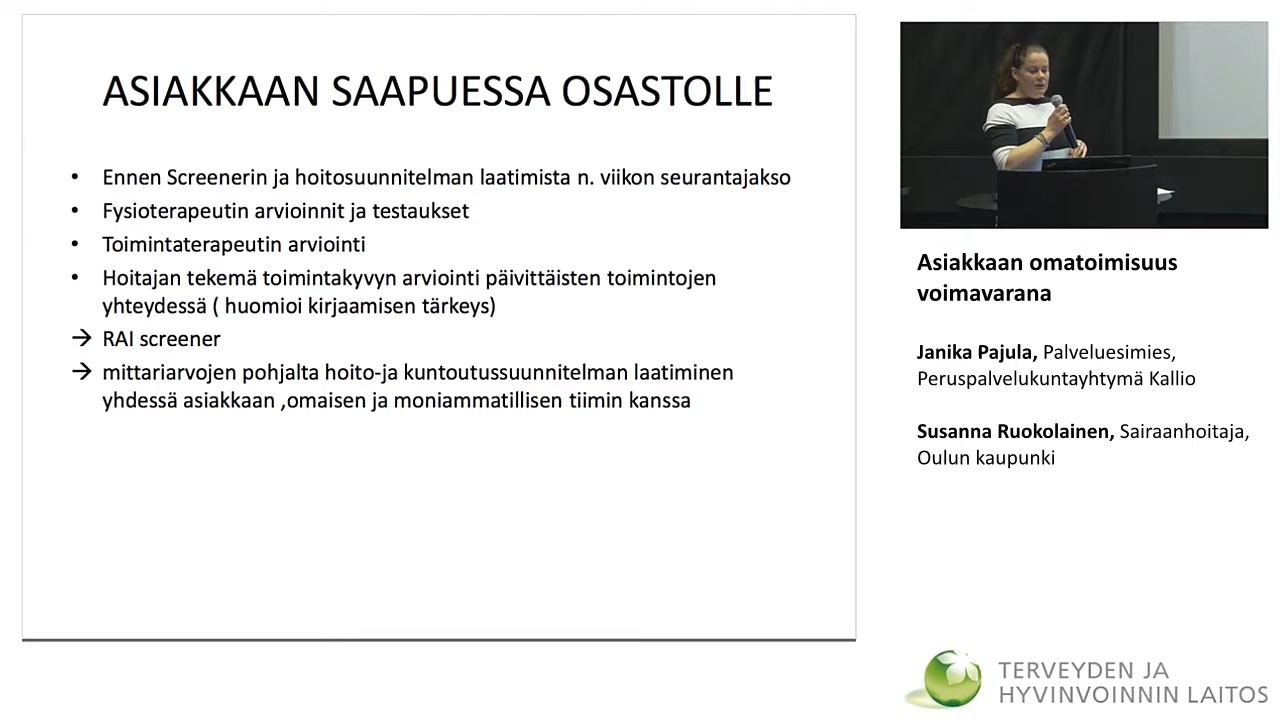 ASIAKKAAN SAAPUESSA OSASTOLLE
• Ennen Screenerin ja hoitosuunnitelman laatimista n. viikon seurantajakso
• Fysioterapeutin arvioinnit ja testaukset
• Toimintaterapeutin arviointi
• Hoitajan tekemä toimintakyvyn arviointi päivittäisten toimintojen
yhteydessä ( huomioi kirjaamisen tärkeys)
→ RAI screener
→ mittariarvojen pohjalta hoito-ja kuntoutussuunnitelman laatiminen
yhdessä asiakkaan ,omaisen ja moniammatillisen tiimin kanssa
Asiakkaan omatoimisuus
voimavarana
Janika Pajula, Palveluesimies,
Peruspalvelukuntayhtymä Kallio
Susanna Ruokolainen, Sairaanhoitaja,
Oulun kaupunki
TERVEYDEN JA
HYVINVOINNIN LAITOS